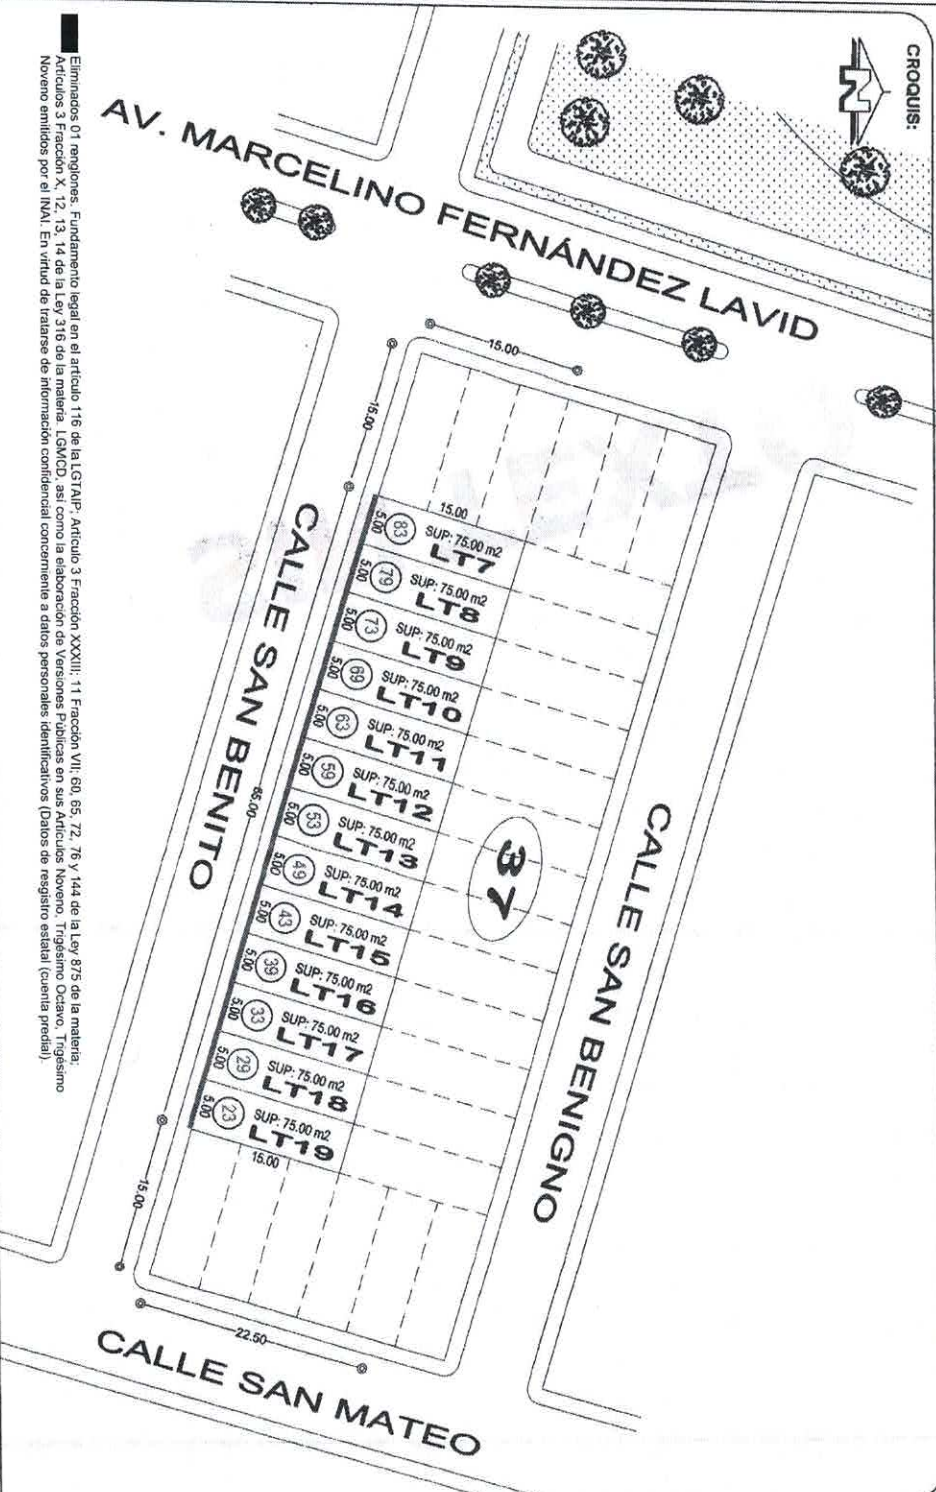 CROQUIS:
N
AV. MARCELINO FERNÁNDEZ LAVID
15.00
15.00
CALLE SAN BENITO
65.00
15.00
22.50
CALLE SAN MATEO
CALLE SAN BENIGNO
37
15.00
83
SUP: 75.00 m2
LT7
5.00
79
SUP: 75.00 m2
LT8
5.00
73
SUP: 75.00 m2
LT9
5.00
69
SUP: 75.00 m2
LT10
5.00
63
SUP: 75.00 m2
LT11
5.00
59
SUP: 75.00 m2
LT12
5.00
53
SUP: 75.00 m2
LT13
5.00
49
SUP: 75.00 m2
LT14
5.00
43
SUP: 75.00 m2
LT15
5.00
39
SUP: 75.00 m2
LT16
5.00
33
SUP: 75.00 m2
LT17
5.00
29
SUP: 75.00 m2
LT18
5.00
23
SUP: 75.00 m2
LT19
5.00
15.00
Eliminados 01 renglones. Fundamento legal en el artículo 116 de la LGTAIP; Artículo 3 Fracción XXXIII; 11 Fracción VII; 60, 65, 72, 76 y 144 de la Ley 875 de la materia;
Artículos 3 Fracción X, 12, 13, 14 de la Ley 316 de la materia. LGMCD, así como la elaboración de Versiones Públicas en sus Artículos Noveno, Trigésimo Octavo, Trigésimo
Noveno emitidos por el INAI. En virtud de tratarse de información confidencial concerniente a datos personales identificativos (Datos de resgistro estatal (cuenta predial).